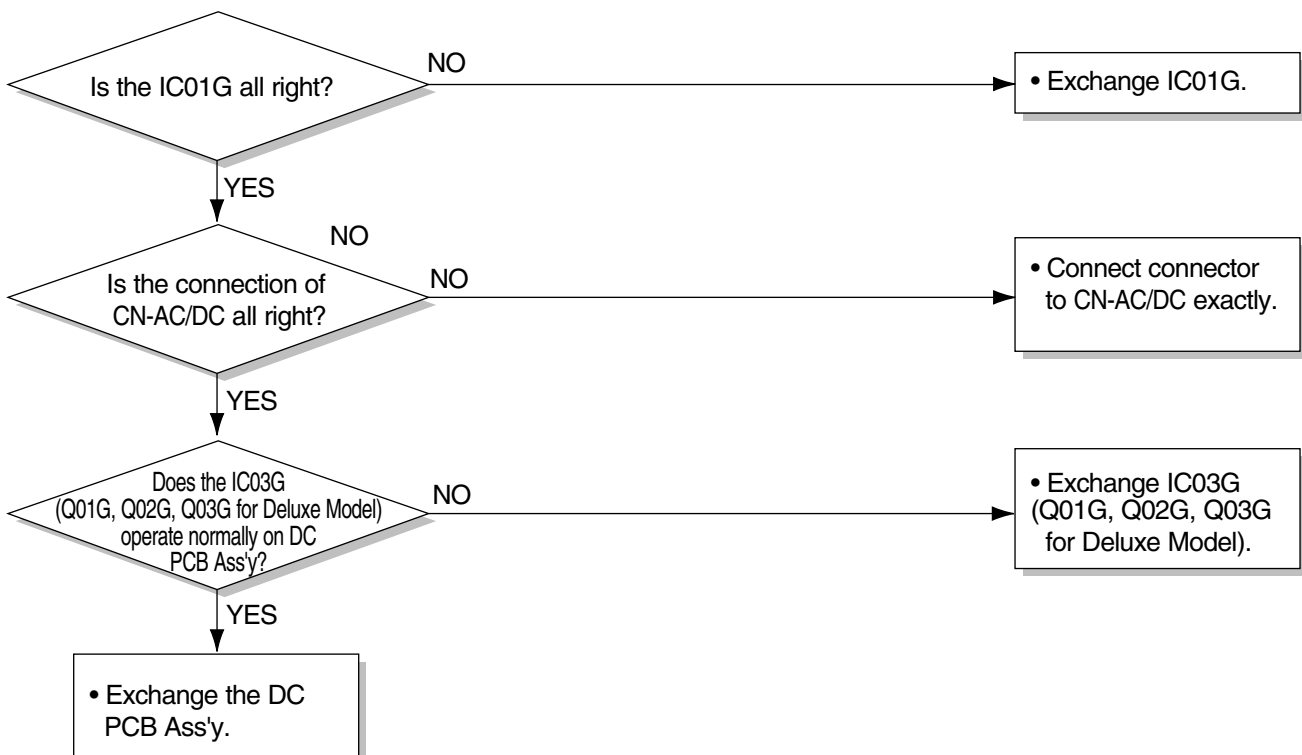 Is the IC01G all right?
NO
• Exchange IC01G.
YES
NO
Is the connection of
CN-AC/DC all right?
NO
• Connect connector
to CN-AC/DC exactly.
YES
Does the IC03G
(Q01G, Q02G, Q03G for Deluxe Model)
operate normally on DC
PCB Ass'y?
NO
• Exchange IC03G
(Q01G, Q02G, Q03G
for Deluxe Model).
YES
• Exchange the DC
PCB Ass'y.